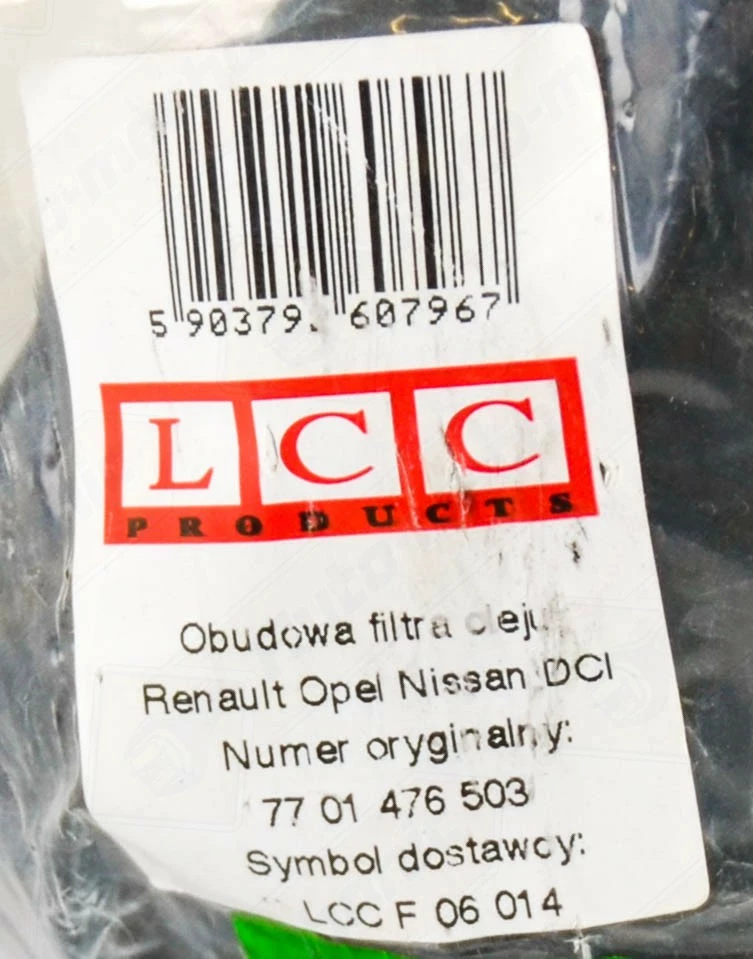 5 903792 607967
LCC
PRODUCTS
Obudowa filtra oleju
Renault Opel Nissan DCI
Numer oryginalny:
77 01 476 503
Symbol dostawcy:
LCC F 06 014